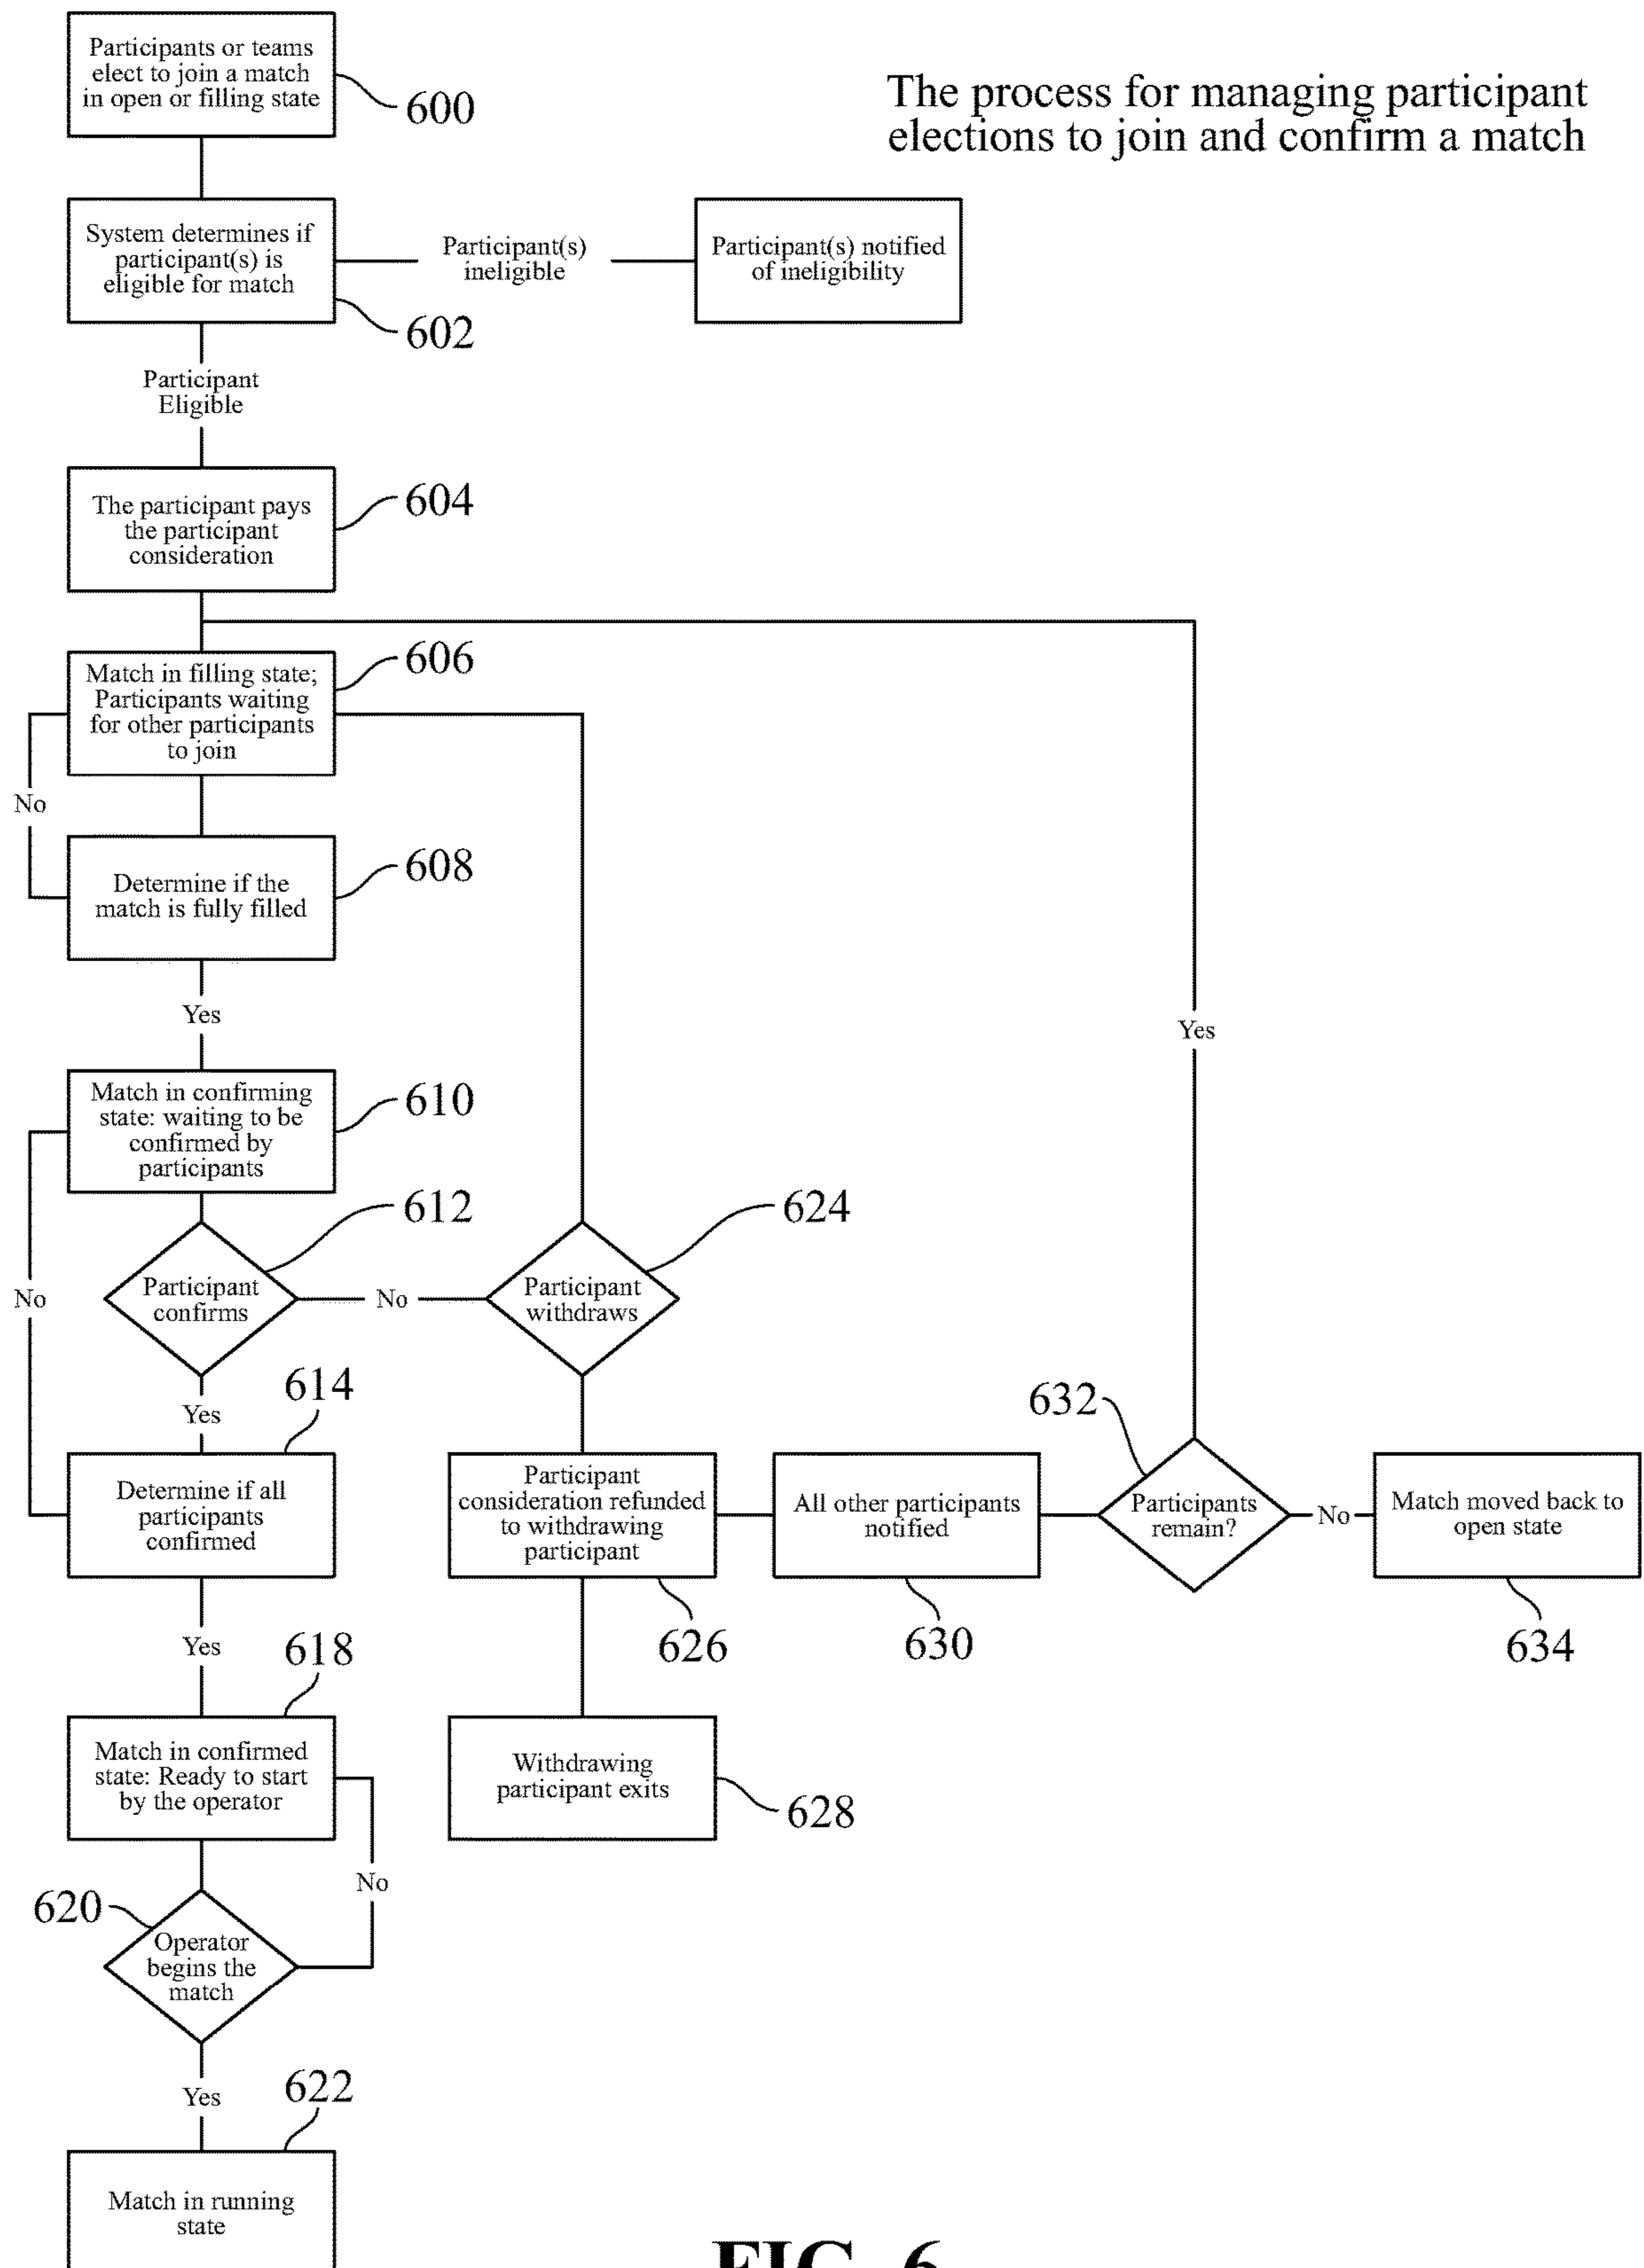 Participants or teams
elect to join a match
in open or filling state
600
The process for managing participant
elections to join and confirm a match
System determines if
participant(s) is
eligible for match
602
Participant(s)
ineligible
Participant(s) notified
of ineligibility
Participant
Eligible
The participant pays
the participant
consideration
604
Match in filling state;
Participants waiting
for other participants
to join
606
No
Determine if the
match is fully filled
608
Yes
Yes
Match in confirming
state: waiting to be
confirmed by
participants
610
612
624
No
Participant
confirms
No
Participant
withdraws
Yes
614
632
Determine if all
participants
confirmed
Participant
consideration refunded
to withdrawing
participant
All other participants
notified
Participants
remain?
No
Match moved back to
open state
626
630
634
Yes
618
Match in confirmed
state: Ready to start
by the operator
Withdrawing
participant exits
628
No
620
Operator
begins the
match
Yes
622
Match in running
state
FIG. 6